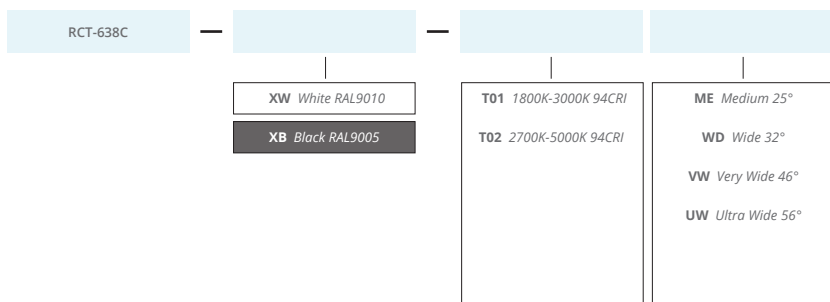 RCT-638C — —
XW White RAL9010
XB Black RAL9005
T01 1800K-3000K 94CRI
T02 2700K-5000K 94CRI
ME Medium 25°
WD Wide 32°
VW Very Wide 46°
UW Ultra Wide 56°